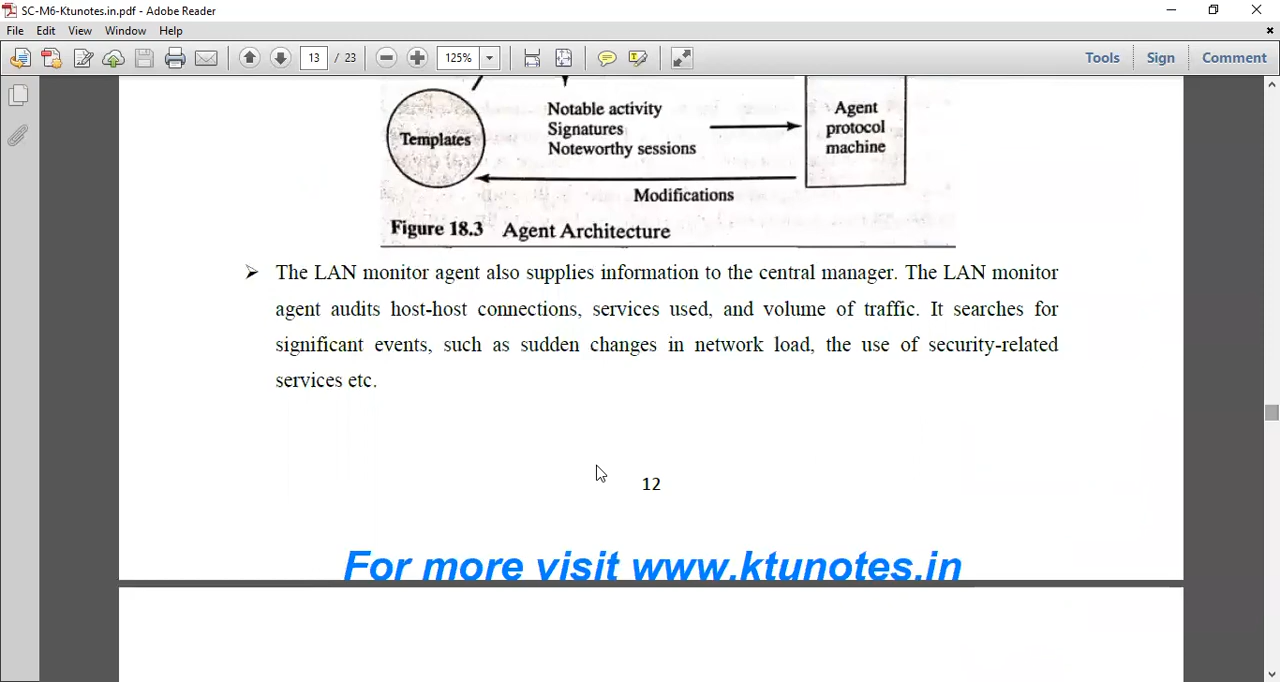 SC-M6-Ktunotes.in.pdf - Adobe Reader
File Edit View Window Help
13 / 23 125% Tools Sign Comment
Templates
Notable activity
Signatures
Noteworthy sessions
Agent
protocol
machine
Modifications
Figure 18.3 Agent Architecture
➢ The LAN monitor agent also supplies information to the central manager. The LAN monitor
agent audits host-host connections, services used, and volume of traffic. It searches for
significant events, such as sudden changes in network load, the use of security-related
services etc.
12
For more visit www.ktunotes.in